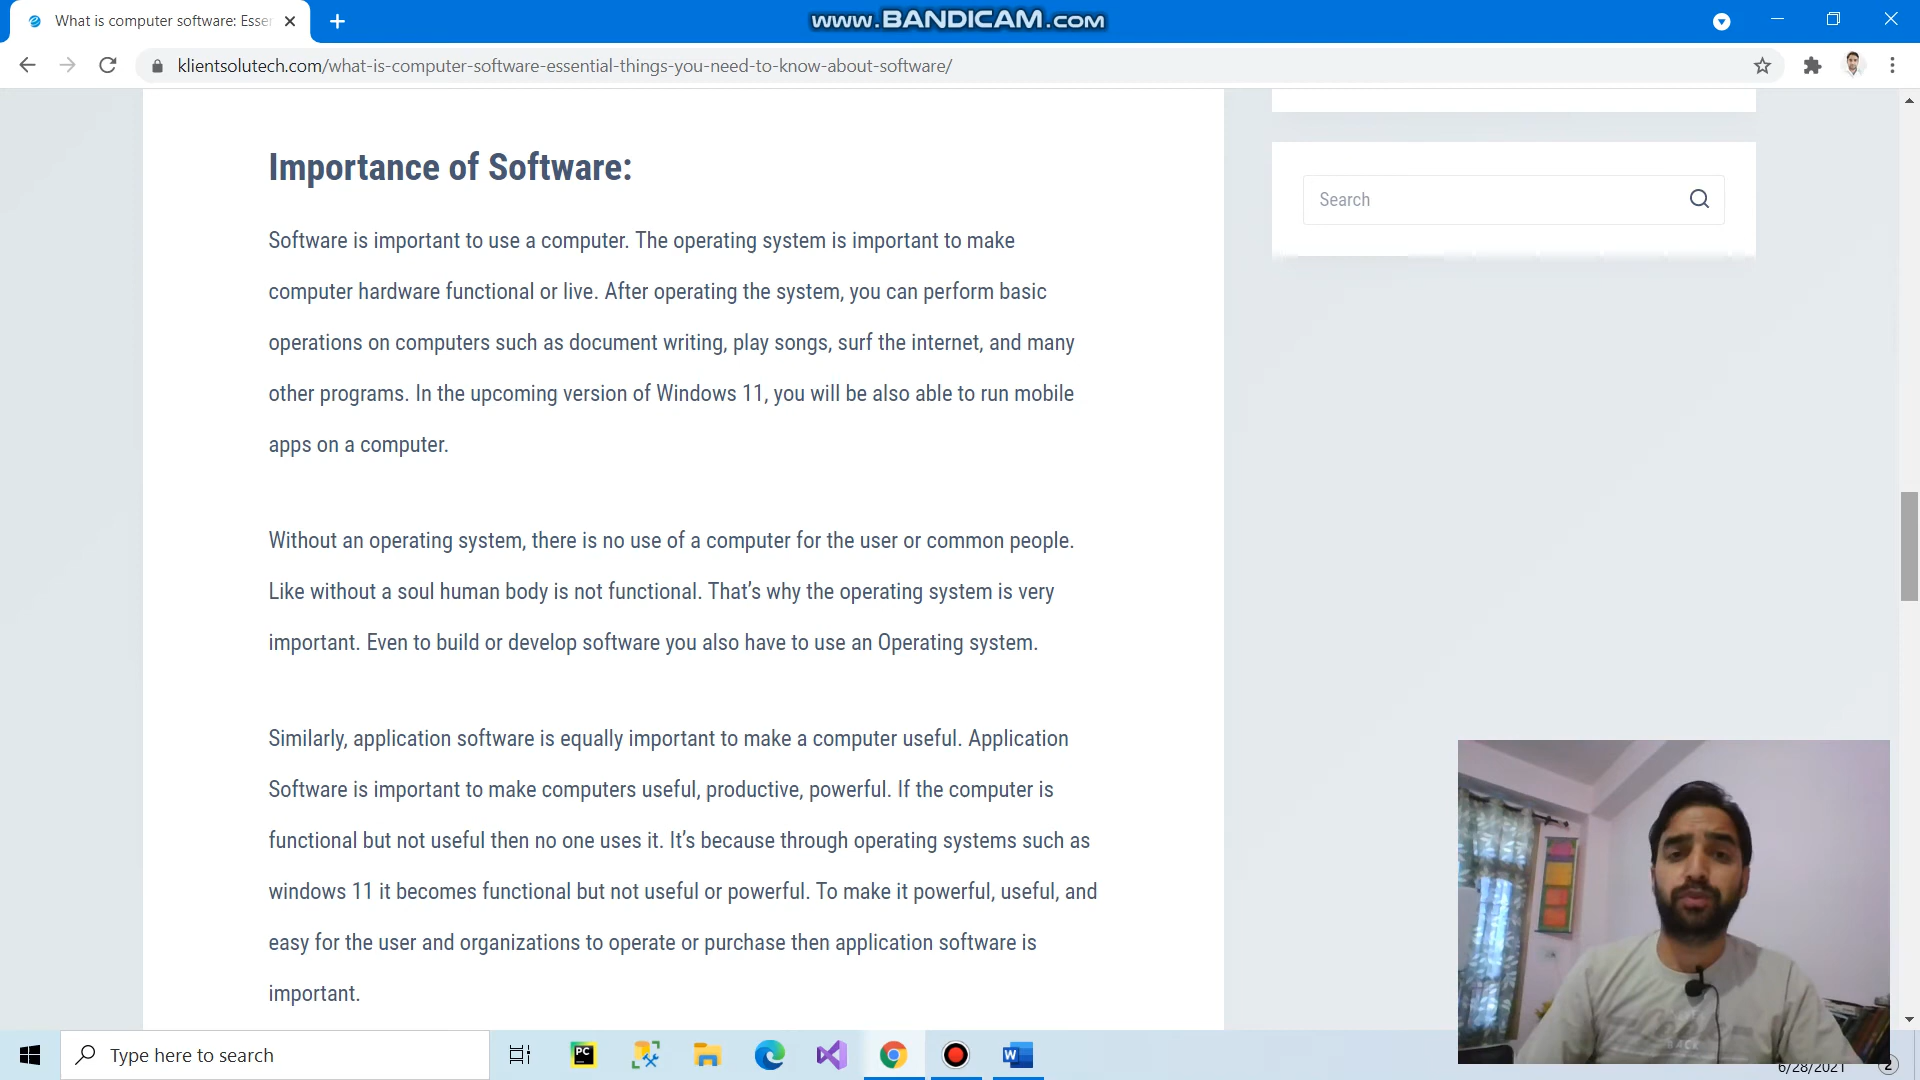 What is computer software: Esse
www.BANDICAM.com
klientsolutech.com/what-is-computer-software-essential-things-you-need-to-know-about-software/
Importance of Software:
Search
Software is important to use a computer. The operating system is important to make
computer hardware functional or live. After operating the system, you can perform basic
operations on computers such as document writing, play songs, surf the internet, and many
other programs. In the upcoming version of Windows 11, you will be also able to run mobile
apps on a computer.
Without an operating system, there is no use of a computer for the user or common people.
Like without a soul human body is not functional. That’s why the operating system is very
important. Even to build or develop software you also have to use an Operating system.
Similarly, application software is equally important to make a computer useful. Application
Software is important to make computers useful, productive, powerful. If the computer is
functional but not useful then no one uses it. It’s because through operating systems such as
windows 11 it becomes functional but not useful or powerful. To make it powerful, useful, and
easy for the user and organizations to operate or purchase then application software is
important.
BACK
Type here to search
PC
W
6/28/2021
2